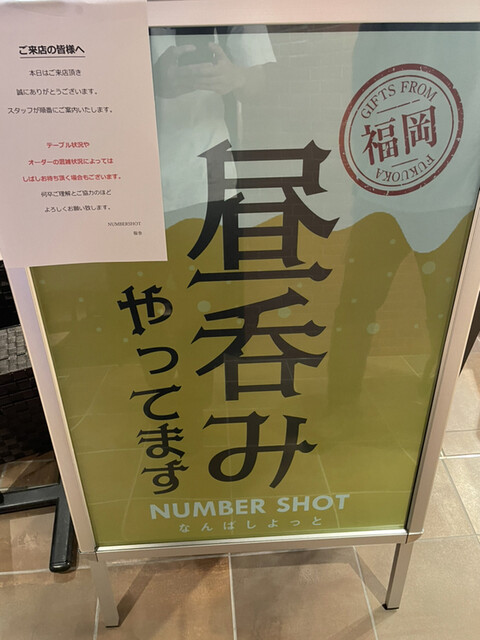 ご来店の皆様へ
本日はご来店頂き
誠にありがとうございます。
スタッフが順番にご案内いたします。
テーブル状況や
オーダーの混雑状況によっては
しばしお待ち頂く場合もございます。
何卒ご理解とご協力のほど
よろしくお願い致します。
NUMBERSHOT
GIFTS FROM
福岡
FUKUOKA
昼呑み
やってます
NUMBER SHOT
なんばしよっと